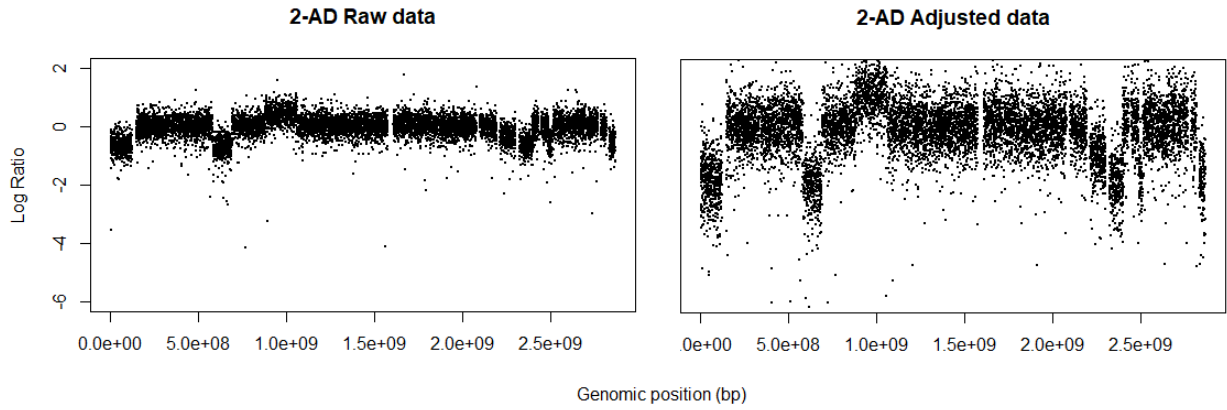 2-AD Raw data
2-AD Adjusted data
Log Ratio
2
0
-2
-4
-6
0.0e+00 5.0e+08 1.0e+09 1.5e+09 2.0e+09 2.5e+09
.0e+00 5.0e+08 1.0e+09 1.5e+09 2.0e+09 2.5e+09
Genomic position (bp)